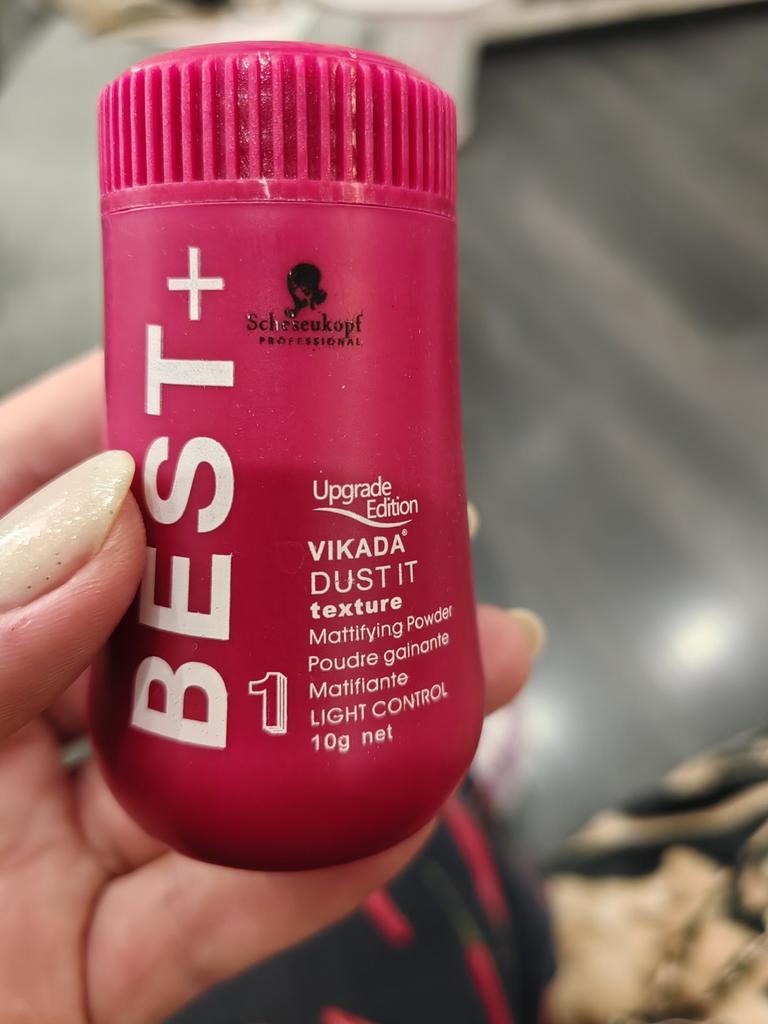 BEST+
Scheseukopf
PROFESSIONAL
Upgrade
Edition
VIKADA®
DUST IT
texture
Mattifying Powder
Poudre gainante
Matifiante
LIGHT CONTROL
10g net
1